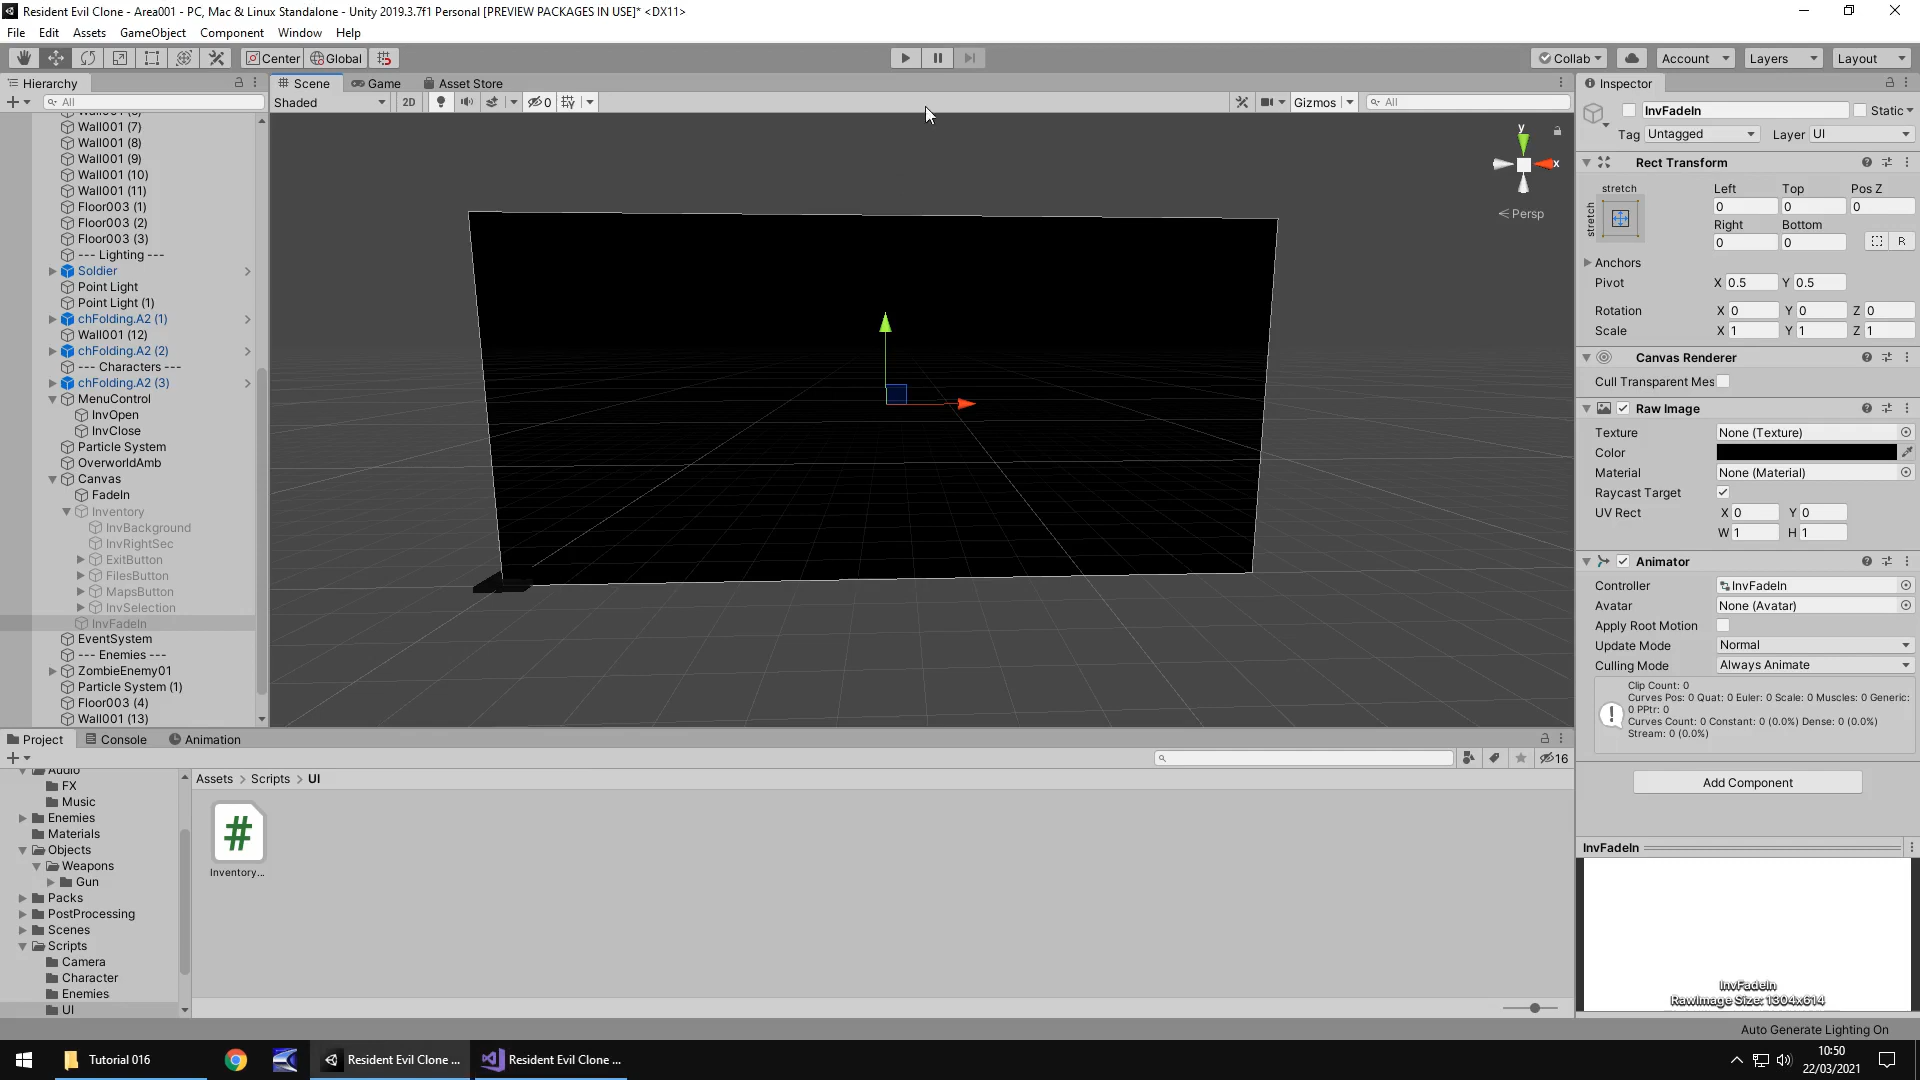 Resident Evil Clone - Area001 - PC, Mac & Linux Standalone - Unity 2019.3.7f1 Personal [PREVIEW PACKAGES IN USE]* <DX11>
File Edit Assets GameObject Component Window Help
Center Global Collab Account Layers Layout
Hierarchy
All
Wall001 (6)
Wall001 (7)
Wall001 (8)
Wall001 (9)
Wall001 (10)
Wall001 (11)
Floor003 (1)
Floor003 (2)
Floor003 (3)
--- Lighting ---
Soldier
Point Light
Point Light (1)
chFolding.A2 (1)
Wall001 (12)
chFolding.A2 (2)
--- Characters ---
chFolding.A2 (3)
MenuControl
InvOpen
InvClose
Particle System
OverworldAmb
Canvas
FadeIn
Inventory
InvBackground
InvRightSec
ExitButton
FilesButton
MapsButton
InvSelection
InvFadeIn
EventSystem
--- Enemies ---
ZombieEnemy01
Particle System (1)
Floor003 (4)
Wall001 (13)
Scene Game Asset Store
Shaded 2D 0 Gizmos All
y
x
Persp
Inspector
InvFadeIn Static
Tag Untagged Layer UI
Rect Transform
stretch Left Top Pos Z
stretch 0 0 0
Right Bottom
0 0 R
Anchors
Pivot X 0.5 Y 0.5
Rotation X 0 Y 0 Z 0
Scale X 1 Y 1 Z 1
Canvas Renderer
Cull Transparent Mes
Raw Image
Texture None (Texture)
Color
Material None (Material)
Raycast Target
UV Rect X 0 Y 0
W 1 H 1
Animator
Controller InvFadeIn
Avatar None (Avatar)
Apply Root Motion
Update Mode Normal
Culling Mode Always Animate
Clip Count: 0
Curves Pos: 0 Quat: 0 Euler: 0 Scale: 0 Muscles: 0 Generic:
0 PPtr: 0
Curves Count: 0 Constant: 0 (0.0%) Dense: 0 (0.0%)
Stream: 0 (0.0%)
Add Component
InvFadeIn
InvFadeIn
RawImage Size: 1304x614
Project Console Animation
16
Audio
FX
Music
Enemies
Materials
Objects
Weapons
Gun
Packs
PostProcessing
Scenes
Scripts
Camera
Character
Enemies
UI
Assets > Scripts > UI
#
Inventory...
Auto Generate Lighting On
Tutorial 016 Resident Evil Clone ... Resident Evil Clone ...
10:50
22/03/2021